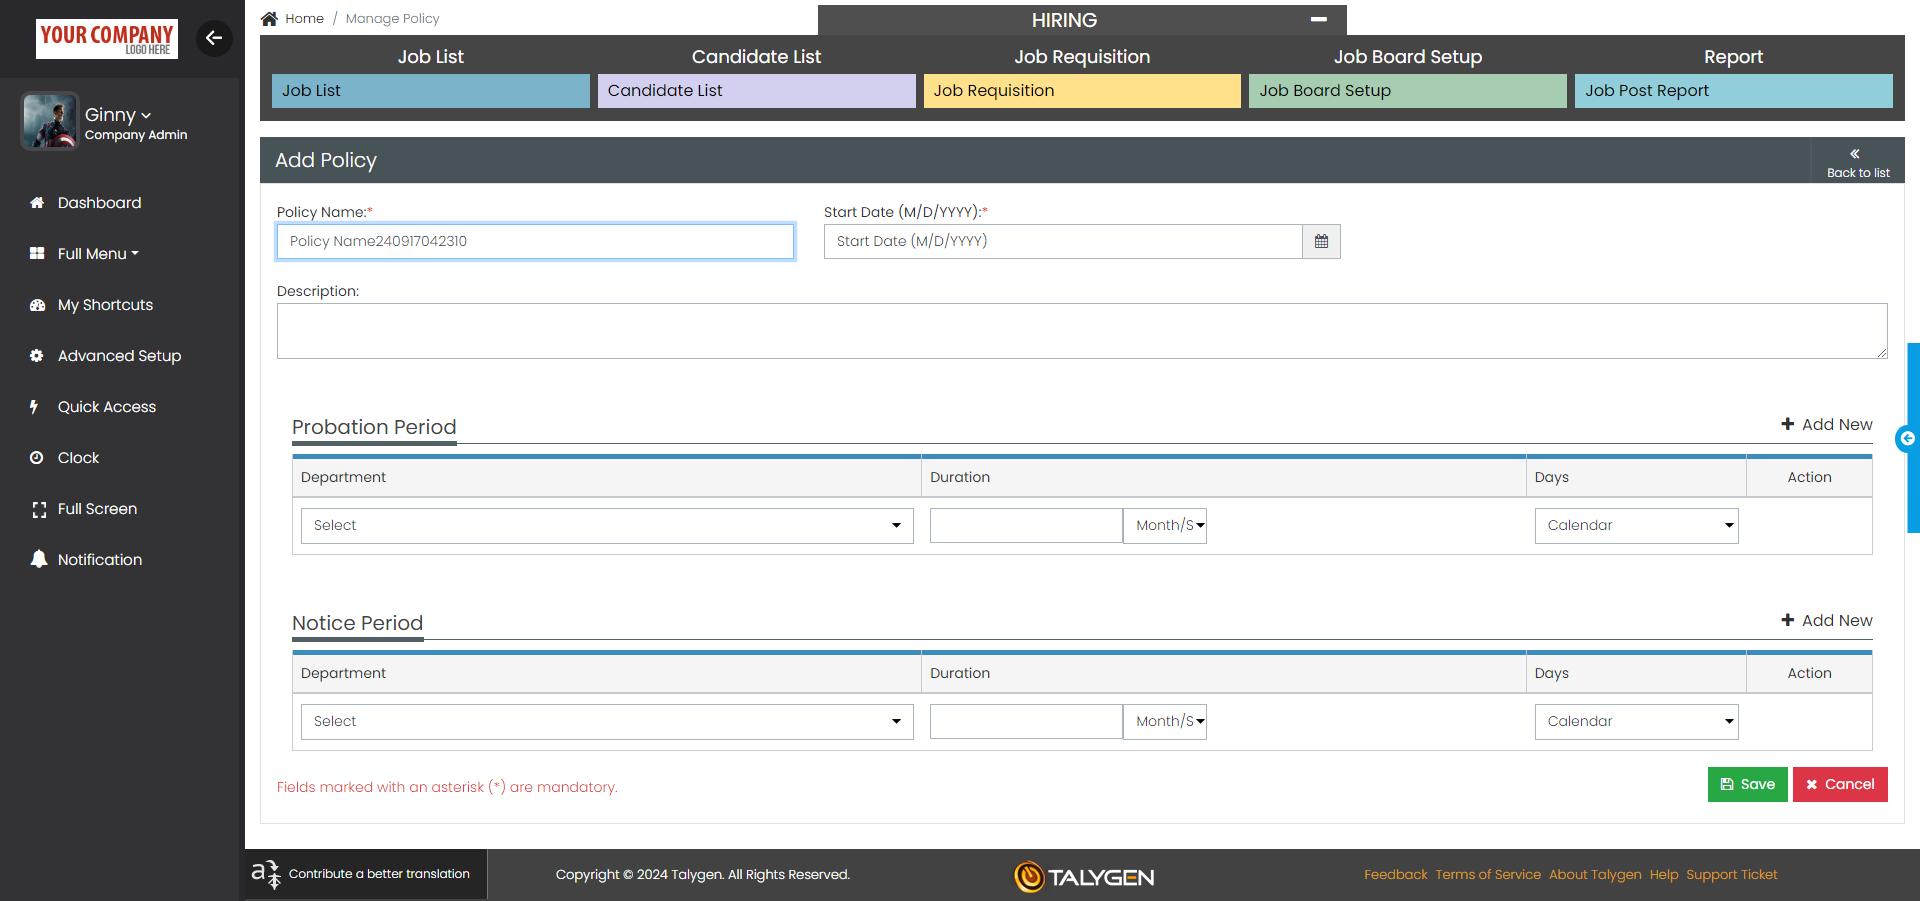 YOUR COMPANY
LOGO HERE
Ginny
Company Admin
Dashboard
Full Menu
My Shortcuts
Advanced Setup
Quick Access
Clock
Full Screen
Notification
Home / Manage Policy
HIRING
Job List
Candidate List
Job Requisition
Job Board Setup
Report
Job List
Candidate List
Job Requisition
Job Board Setup
Job Post Report
Add Policy
Back to list
Policy Name:*
Start Date (M/D/YYYY):*
Policy Name240917042310
Start Date (M/D/YYYY)
Description:
Probation Period
Add New
Department
Duration
Days
Action
Select
Month/S
Calendar
Notice Period
Add New
Department
Duration
Days
Action
Select
Month/S
Calendar
Fields marked with an asterisk (*) are mandatory.
Save
Cancel
Contribute a better translation
Copyright © 2024 Talygen. All Rights Reserved.
TALYGEN
Feedback Terms of Service About Talygen Help Support Ticket